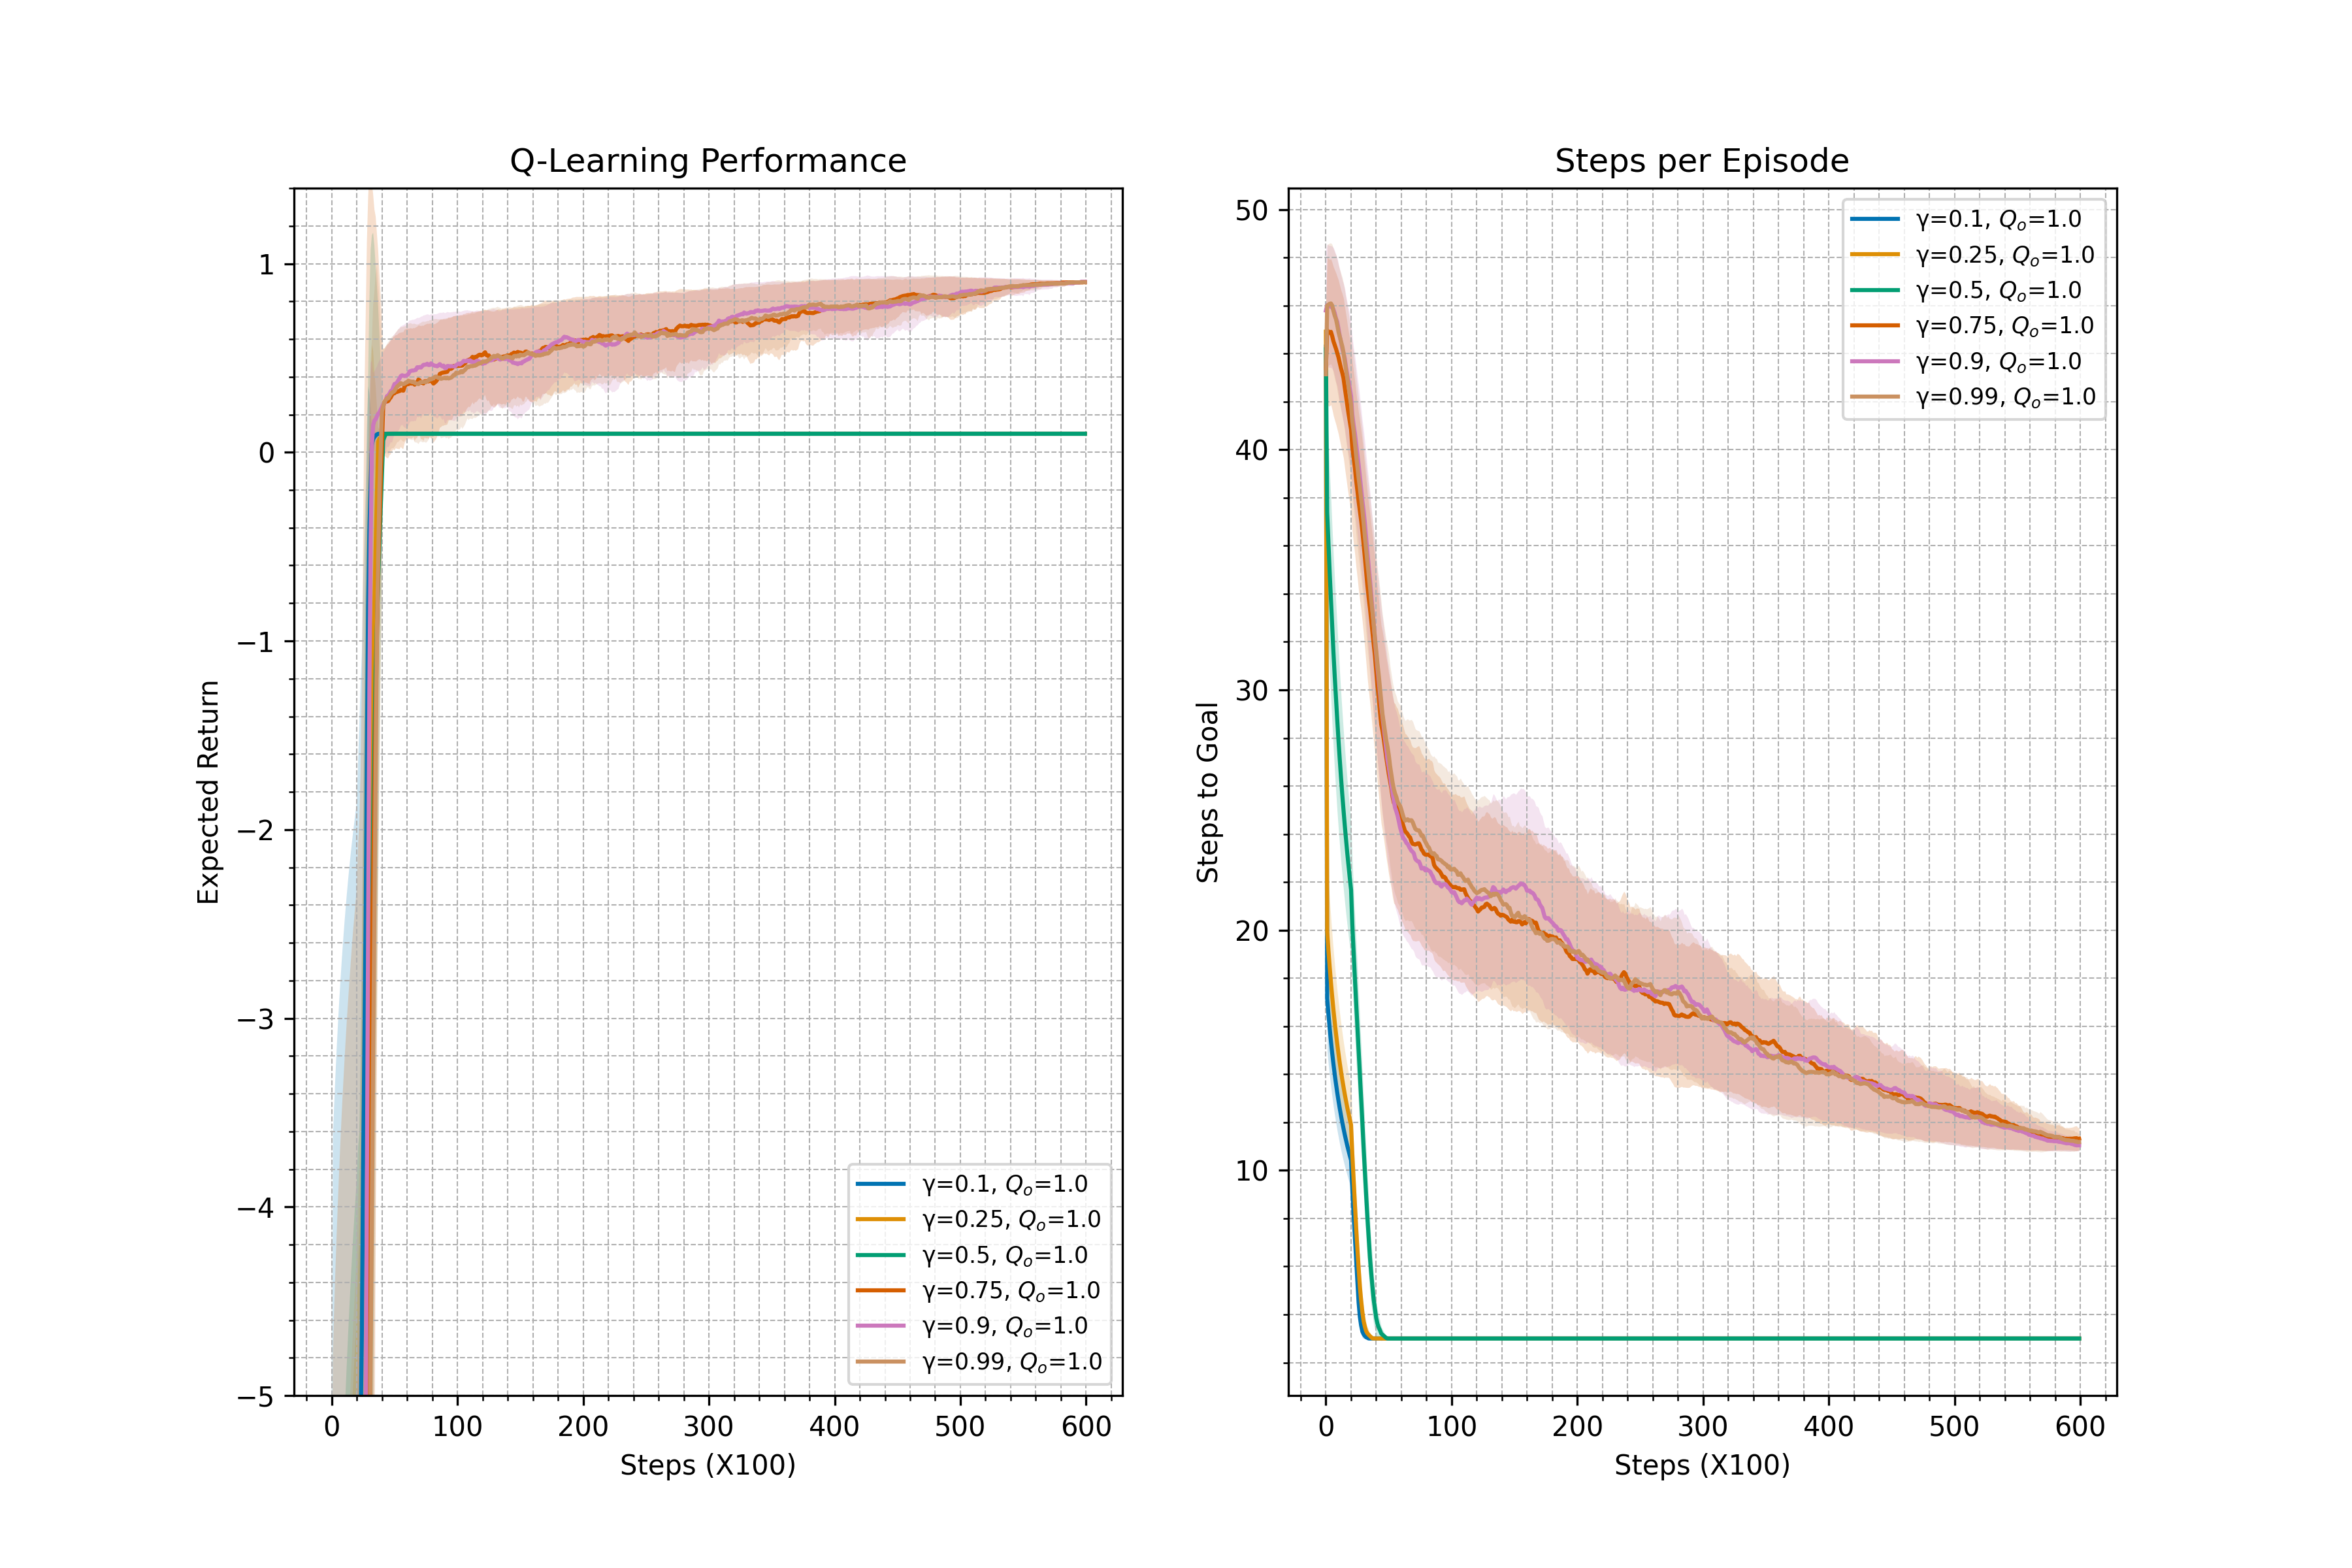 Q-Learning Performance
1
0
−1
−2
−3
−4
−5
Expected Return
0 100 200 300 400 500 600
Steps (X100)
γ=0.1, Qₒ=1.0
γ=0.25, Qₒ=1.0
γ=0.5, Qₒ=1.0
γ=0.75, Qₒ=1.0
γ=0.9, Qₒ=1.0
γ=0.99, Qₒ=1.0
Steps per Episode
50
40
30
20
10
Steps to Goal
0 100 200 300 400 500 600
Steps (X100)
γ=0.1, Qₒ=1.0
γ=0.25, Qₒ=1.0
γ=0.5, Qₒ=1.0
γ=0.75, Qₒ=1.0
γ=0.9, Qₒ=1.0
γ=0.99, Qₒ=1.0